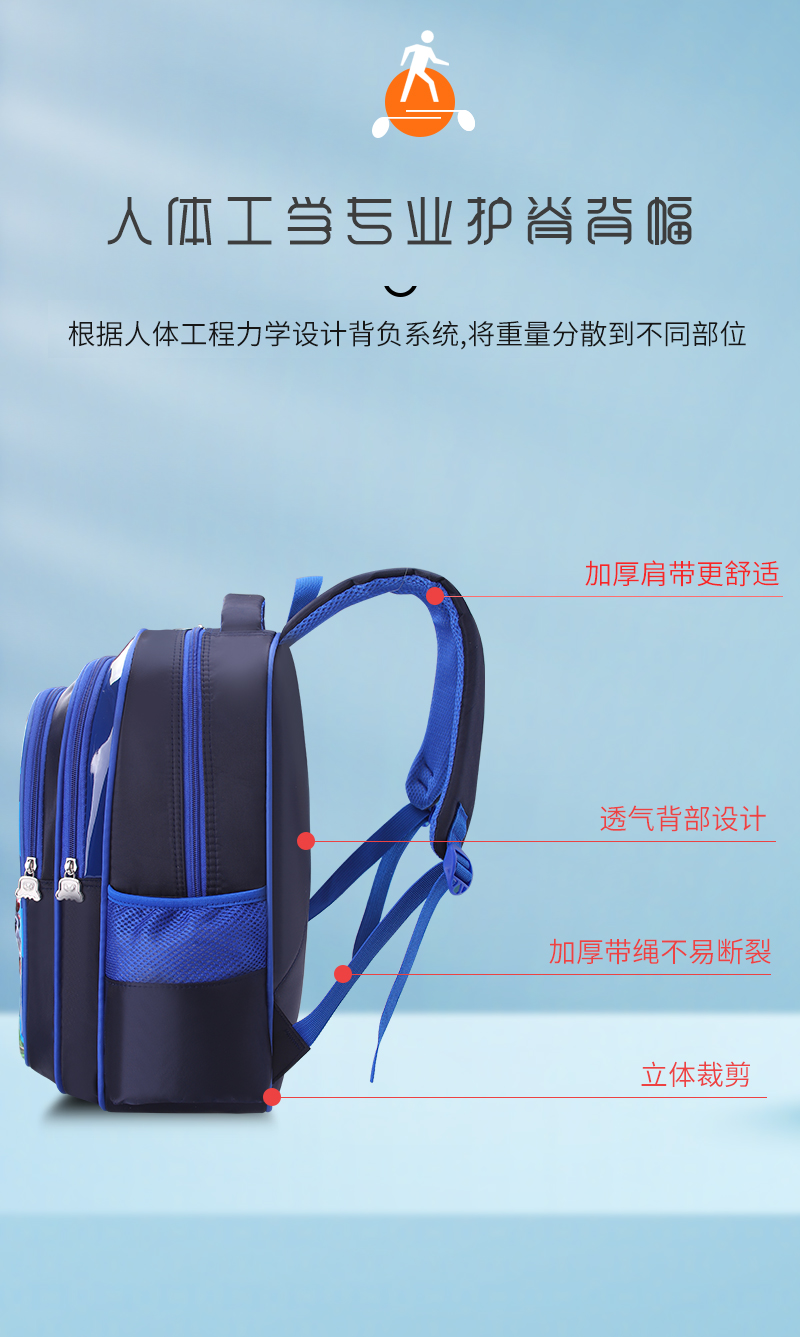 人体工学专业护脊背幅
根据人体工程力学设计背负系统,将重量分散到不同部位
加厚肩带更舒适
透气背部设计
加厚带绳不易断裂
立体裁剪